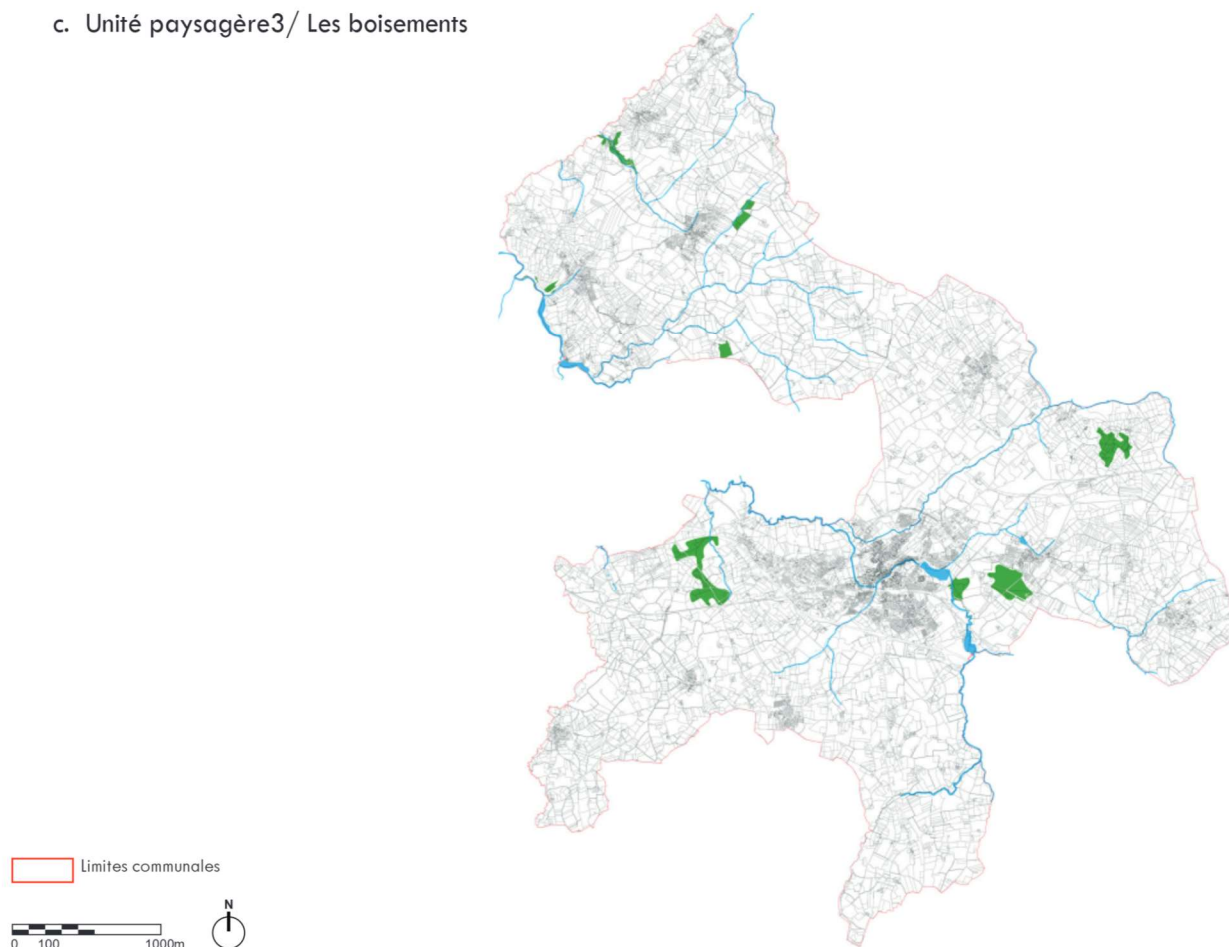 c. Unité paysagère3/ Les boisements
Limites communales
N
0 100 1000m